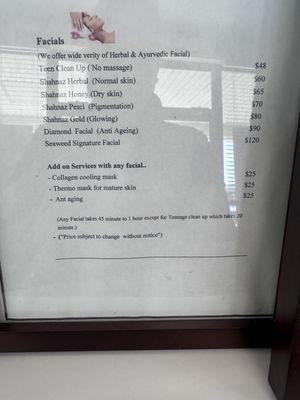 Facials
(We offer wide verity of Herbal & Ayurvedic Facial)
Teen Clean Up ( No massage) $48
Shahnaz Herbal (Normal skin) $60
Shahnaz Honey (Dry skin) $65
Shahnaz Pearl (Pigmentation) $70
Shahnaz Gold (Glowing) $80
Diamond Facial (Anti Ageing) $90
Seaweed Signature Facial $120
Add on Services with any facial..
- Collagen cooling mask $25
- Thermo mask for mature skin $25
- Ant aging $25
(Any Facial takes 45 minute to 1 hour except for Teenage clean up which takes 20
minute.)
- ("Price subject to change without notice")